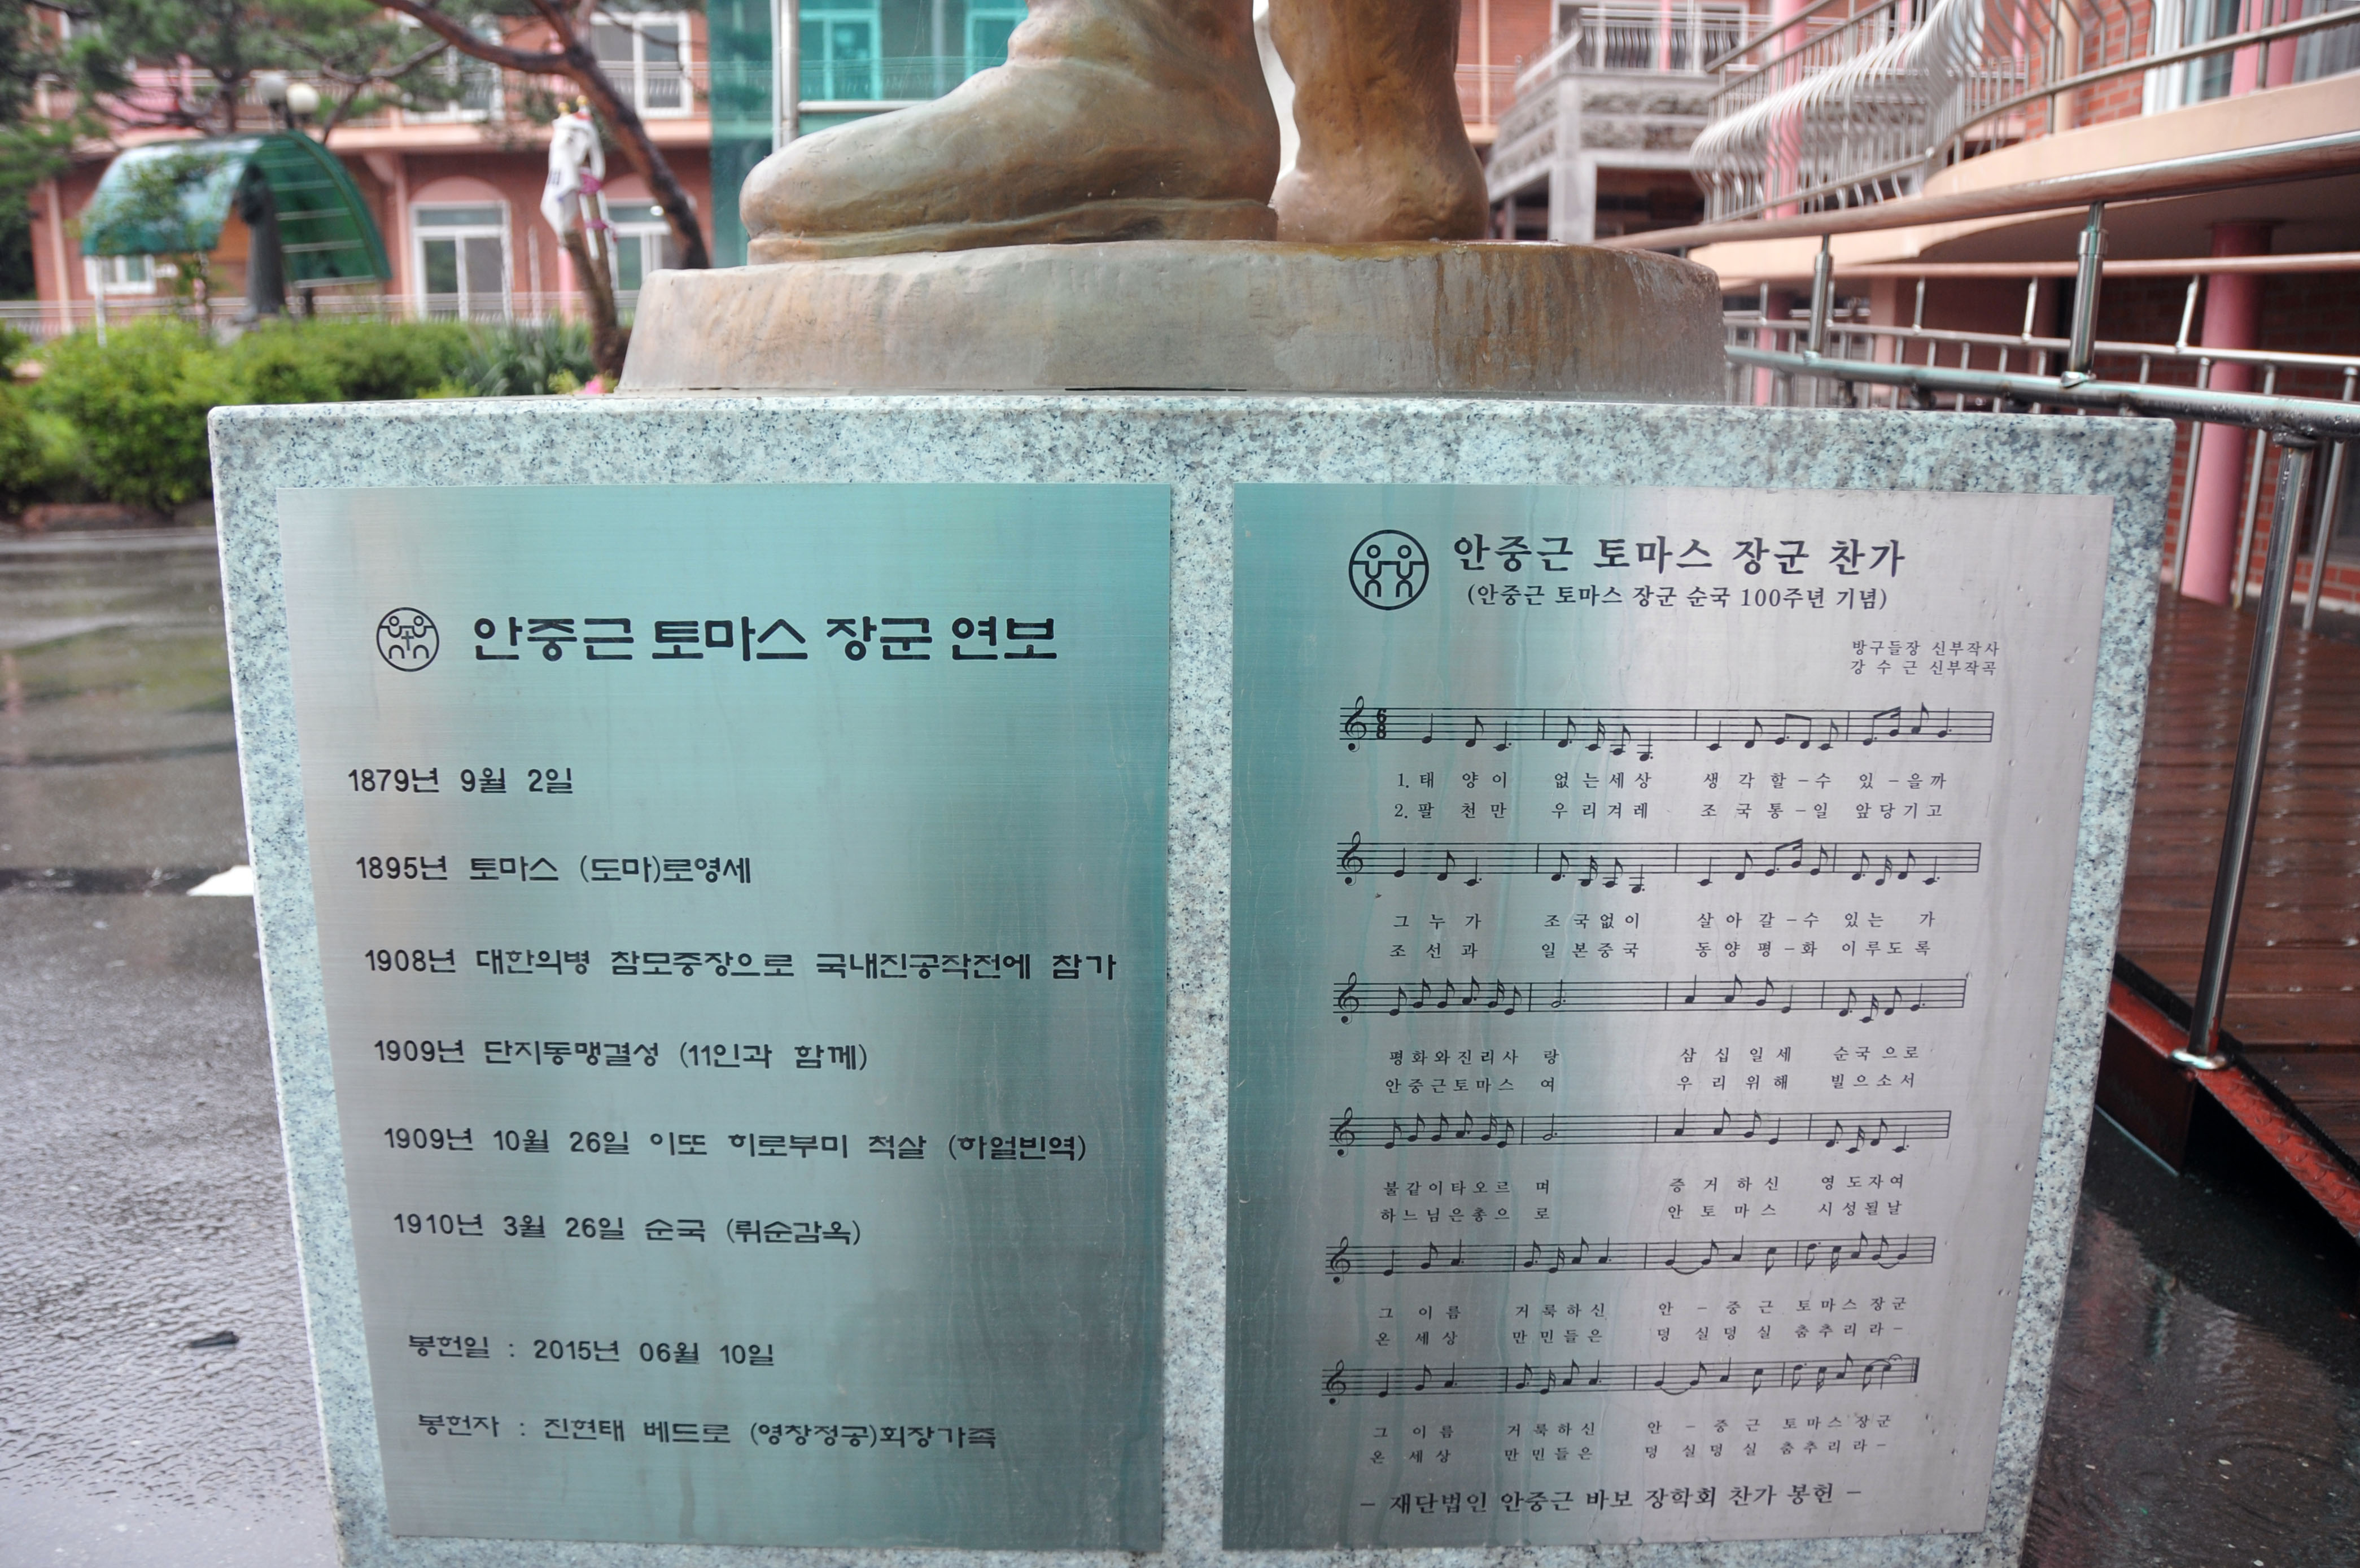 안중근 토마스 장군 연보
1879년 9월 2일
1895년 토마스 (도마)로영세
1908년 대한의병 참모중장으로 국내진공작전에 참가
1909년 단지동맹결성 (11인과 함께)
1909년 10월 26일 이또 히로부미 척살 (하얼빈역)
1910년 3월 26일 순국 (뤼순감옥)
봉헌일 : 2015년 06월 10일
봉헌자 : 진현태 베드로 (영창정공)회장가족
안중근 토마스 장군 찬가
(안중근 토마스 장군 순국 100주년 기념)
방구들장 신부작사
강 수 근 신부작곡
6
8
1. 태 양 이 없 는 세 상 생 각 할 - 수 있 - 을 까
2. 팔 천 만 우 리 겨 레 조 국 통 - 일 앞 당 기 고
그 누 가 조 국 없 이 살 아 갈 - 수 있 는 가
조 선 과 일 본 중 국 동 양 평 - 화 이 루 도 록
평 화 와 진 리 사 랑 삼 십 일 세 순 국 으 로
안 중 근 토 마 스 여 우 리 위 해 빌 으 소 서
불 같 이 타 오 르 며 증 거 하 신 영 도 자 여
하 느 님 은 총 으 로 안 토 마 스 시 성 될 날
그 이 름 거 룩 하 신 안 - 중 근 토 마 스 장 군
온 세 상 만 민 들 은 덩 실 덩 실 춤 추 리 라 -
그 이 름 거 룩 하 신 안 - 중 근 토 마 스 장 군
온 세 상 만 민 들 은 덩 실 덩 실 춤 추 리 라 -
- 재단법인 안중근 바보 장학회 찬가 봉헌 -